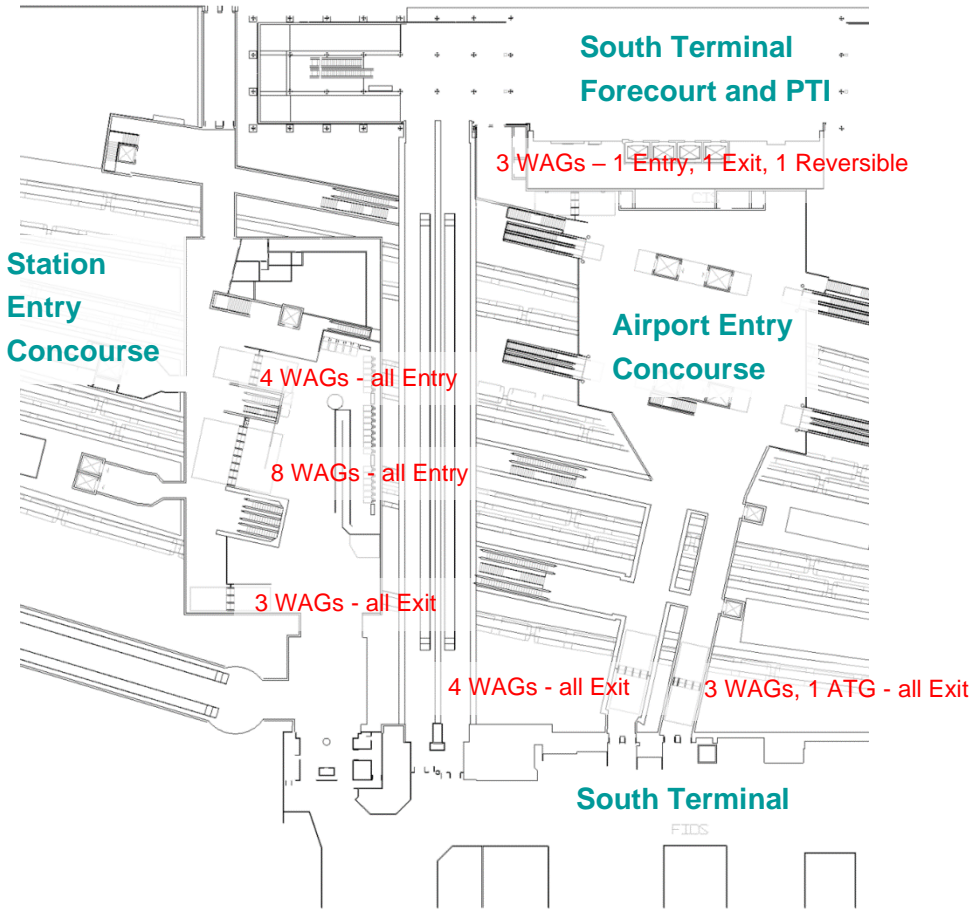 South Terminal
Forecourt and PTI
3 WAGs – 1 Entry, 1 Exit, 1 Reversible
Station
Entry
Concourse
Airport Entry
Concourse
4 WAGs - all Entry
8 WAGs - all Entry
3 WAGs - all Exit
4 WAGs - all Exit
3 WAGs, 1 ATG - all Exit
South Terminal
FIDS